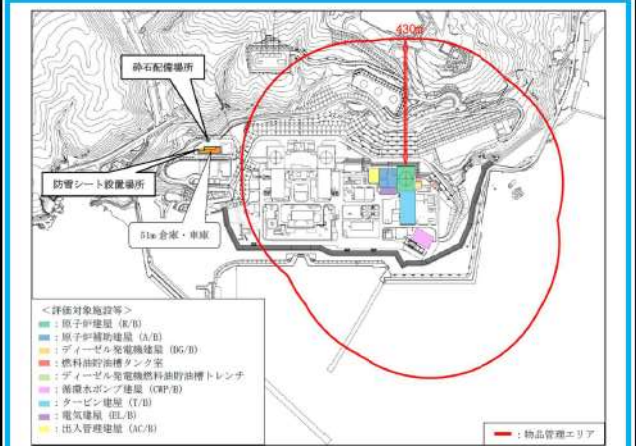 430m
砕石配備場所
防雪シート設置場所
51m倉庫・車庫
<評価対象施設等>
：原子炉建屋（R/B）
：原子炉補助建屋（A/B）
：ディーゼル発電機建屋（DG/B）
：燃料油貯油槽タンク室
：ディーゼル発電機燃料油貯油槽トレンチ
：循環水ポンプ建屋（CWP/B）
：タービン建屋（T/B）
：電気建屋（EL/B）
：出入管理建屋（AC/B）
：物品管理エリア